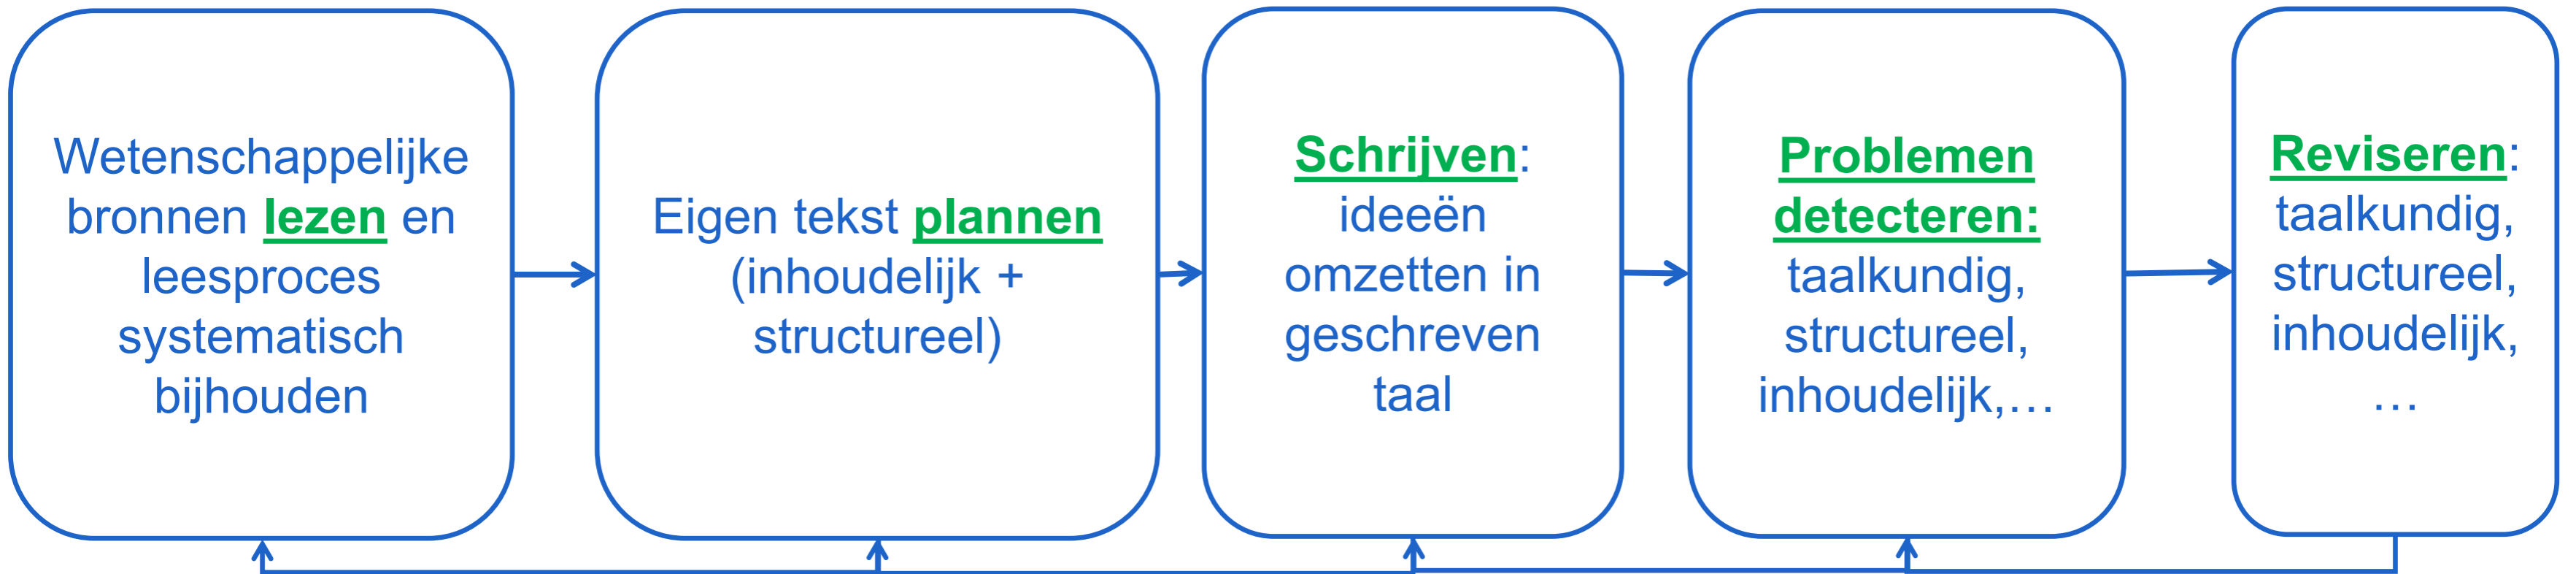 Wetenschappelijke
bronnen lezen en
leesproces
systematisch
bijhouden
Eigen tekst plannen
(inhoudelijk +
structureel)
Schrijven:
ideeën
omzetten in
geschreven
taal
Problemen
detecteren:
taalkundig,
structureel,
inhoudelijk,…
Reviseren:
taalkundig,
structureel,
inhoudelijk,
…